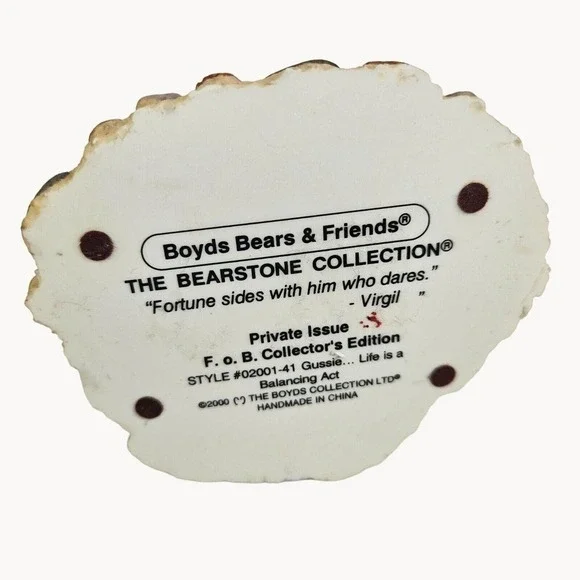 Boyds Bears & Friends®
THE BEARSTONE COLLECTION®
"Fortune sides with him who dares."
- Virgil "
Private Issue
F. o B. Collector's Edition
STYLE #02001-41 Gussie... Life is a
Balancing Act
©2000 (") THE BOYDS COLLECTION LTD®
HANDMADE IN CHINA